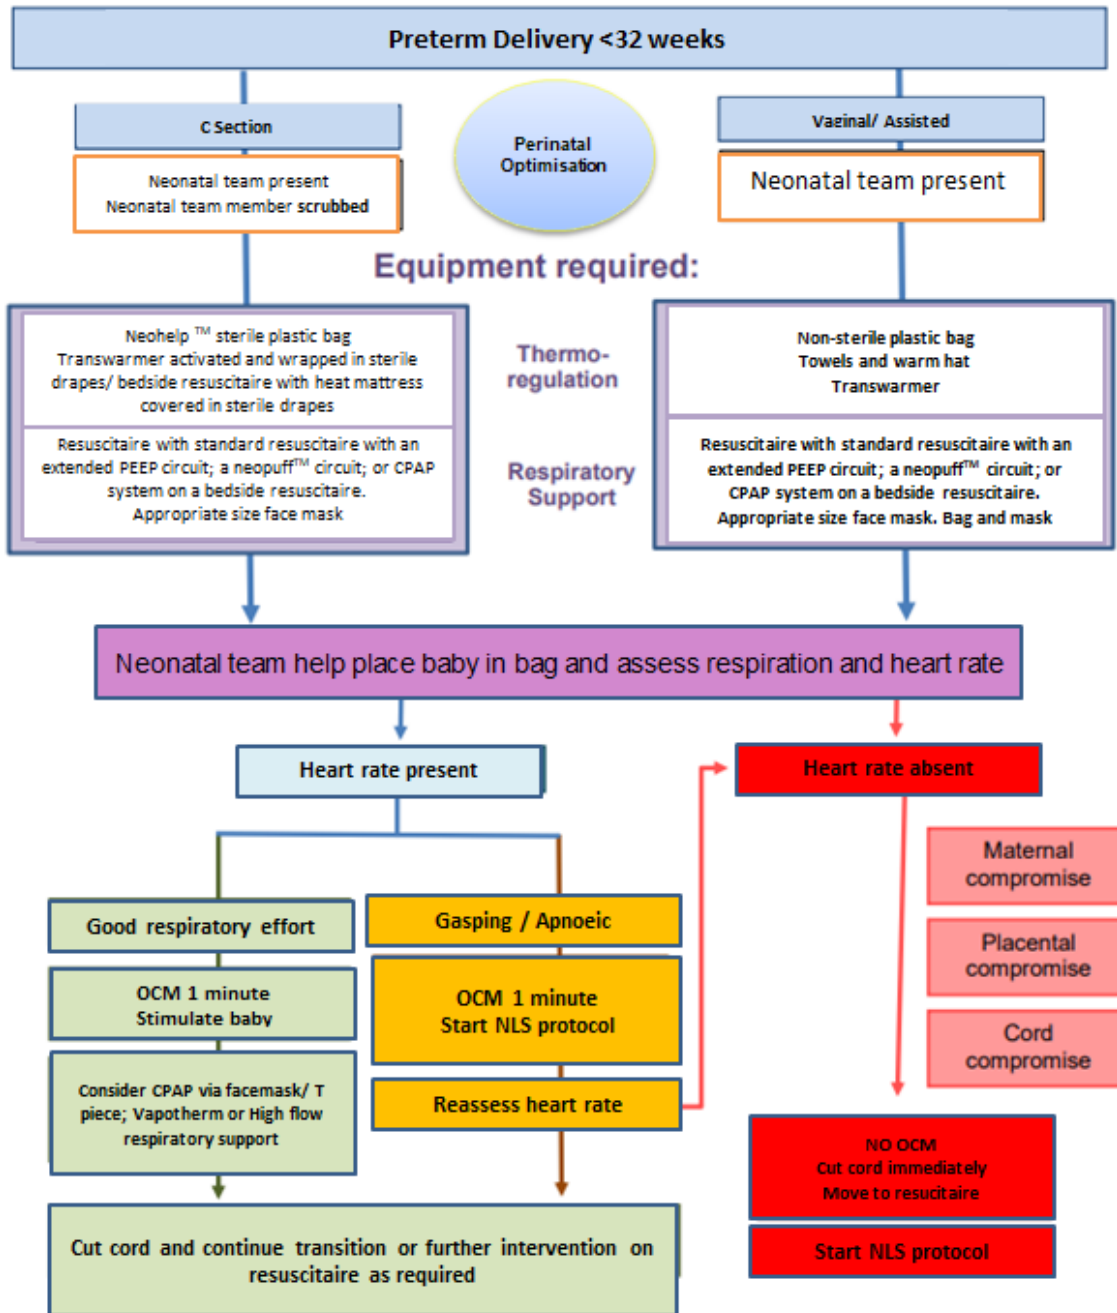 Preterm Delivery <32 weeks
C Section
Perinatal
Optimisation
Vaginal/ Assisted
Neonatal team present
Neonatal team member scrubbed
Neonatal team present
Equipment required:
Neohelp ™ sterile plastic bag
Transwarmer activated and wrapped in sterile
drapes/ bedside resuscitaire with heat mattress
covered in sterile drapes
Thermo-
regulation
Non-sterile plastic bag
Towels and warm hat
Transwarmer
Resuscitaire with standard resuscitaire with an
extended PEEP circuit; a neopuff™ circuit; or CPAP
system on a bedside resuscitaire.
Appropriate size face mask
Respiratory
Support
Resuscitaire with standard resuscitaire with an
extended PEEP circuit; a neopuff™ circuit; or
CPAP system on a bedside resuscitaire.
Appropriate size face mask. Bag and mask
Neonatal team help place baby in bag and assess respiration and heart rate
Heart rate present
Heart rate absent
Good respiratory effort
OCM 1 minute
Stimulate baby
Consider CPAP via facemask/ T
piece; Vapotherm or High flow
respiratory support
Gasping / Apnoeic
OCM 1 minute
Start NLS protocol
Reassess heart rate
Maternal
compromise
Placental
compromise
Cord
compromise
NO OCM
Cut cord immediately
Move to resucitaire
Start NLS protocol
Cut cord and continue transition or further intervention on
resuscitaire as required